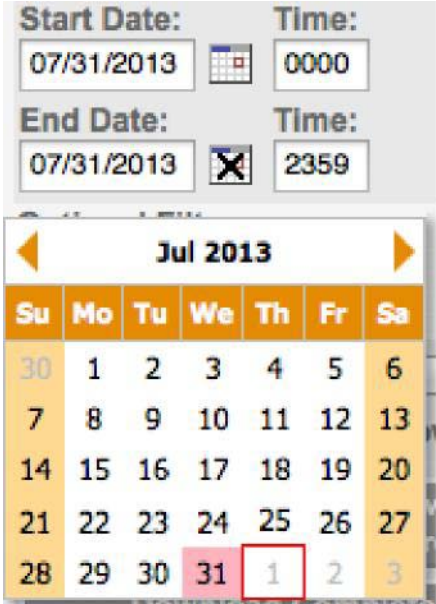 Start Date: Time:
07/31/2013 0000
End Date: Time:
07/31/2013 2359
Jul 2013
Su Mo Tu We Th Fr Sa
30 1 2 3 4 5 6
7 8 9 10 11 12 13
14 15 16 17 18 19 20
21 22 23 24 25 26 27
28 29 30 31 1 2 3